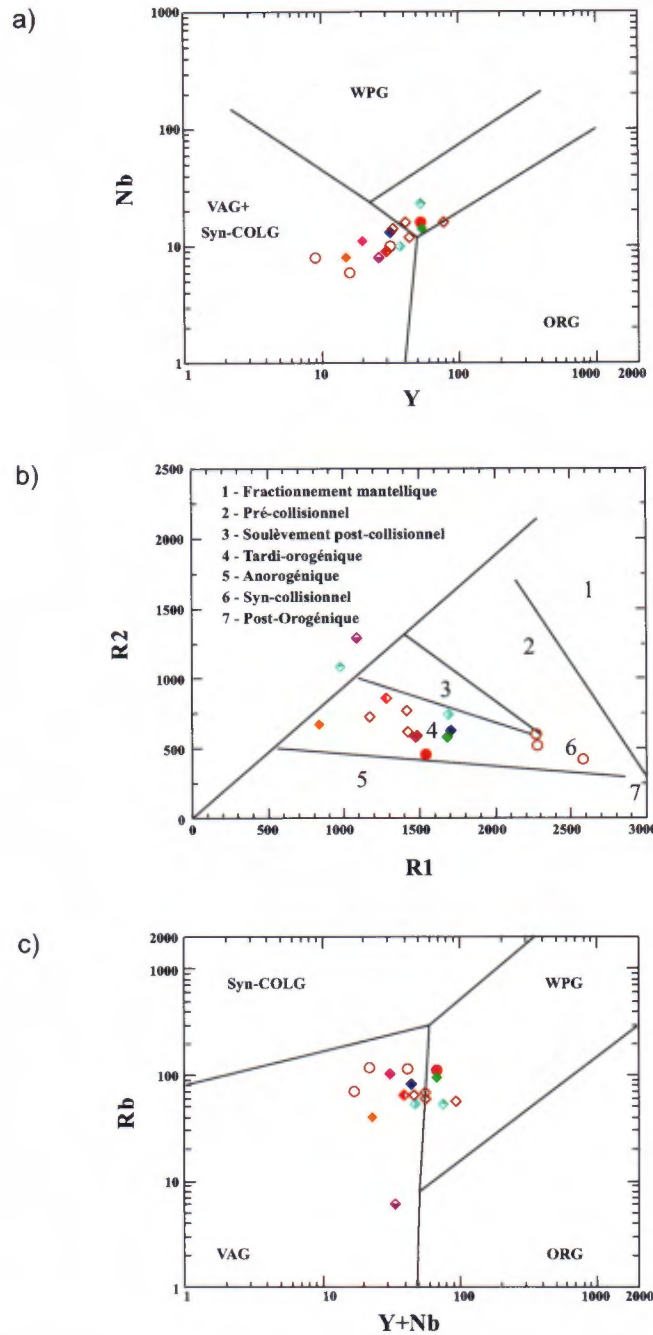 a)
1000
100
10
1
Nb
WPG
VAG+
Syn-COLG
ORG
1
10
100
1000 2000
Y
b)
2500
2000
1500
1000
500
0
R2
1 - Fractionnement mantellique
2 - Pré-collisionnel
3 - Soulèvement post-collisionnel
4 - Tardi-orogénique
5 - Anorogénique
6 - Syn-collisionnel
7 - Post-Orogénique
1
2
3
4
6
5
7
0 500 1000 1500 2000 2500 3000
R1
c)
2000
1000
100
10
1
Rb
Syn-COLG
WPG
VAG
ORG
1 10 100 1000 2000
Y+Nb